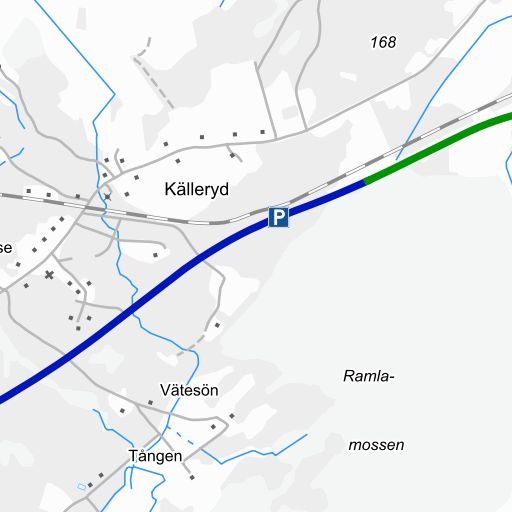 168
Källeryd
P
se
Ramla-
Vätesön
mossen
Tången